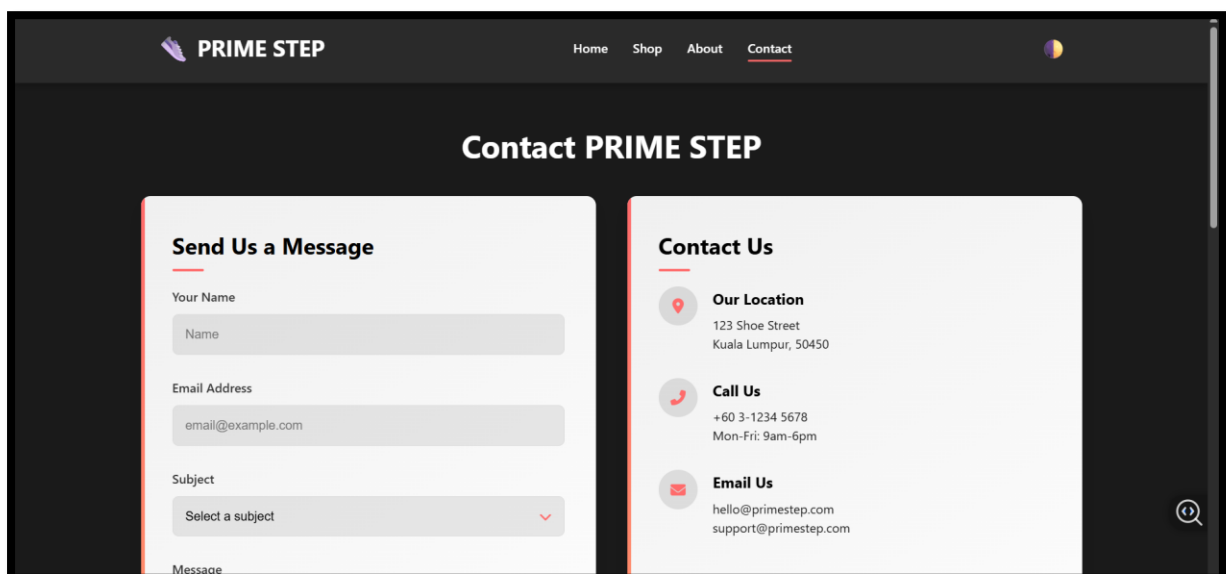 PRIME STEP
Home Shop About Contact
Contact PRIME STEP
Send Us a Message
Your Name
Name
Email Address
email@example.com
Subject
Select a subject
Message
Contact Us
Our Location
123 Shoe Street
Kuala Lumpur, 50450
Call Us
+60 3-1234 5678
Mon-Fri: 9am-6pm
Email Us
hello@primestep.com
support@primestep.com